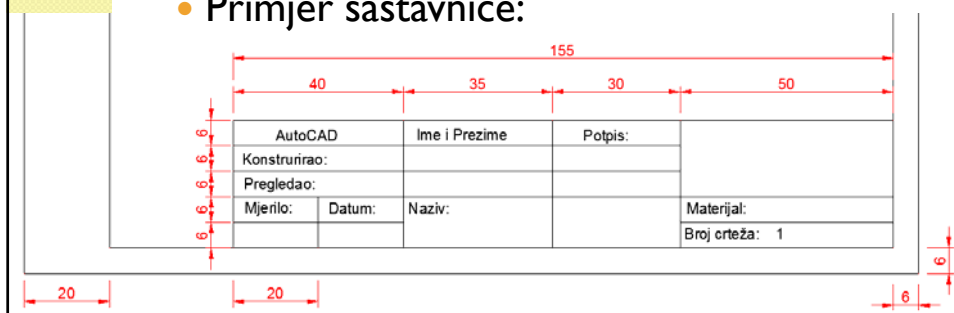 • Primjer sastavnice:
155
40 35 30 50
6 AutoCAD Ime i Prezime Potpis:
6 Konstruirao:
6 Pregledao:
6 Mjerilo: Datum: Naziv: Materijal:
6 Broj crteža: 1
6
20 20 6